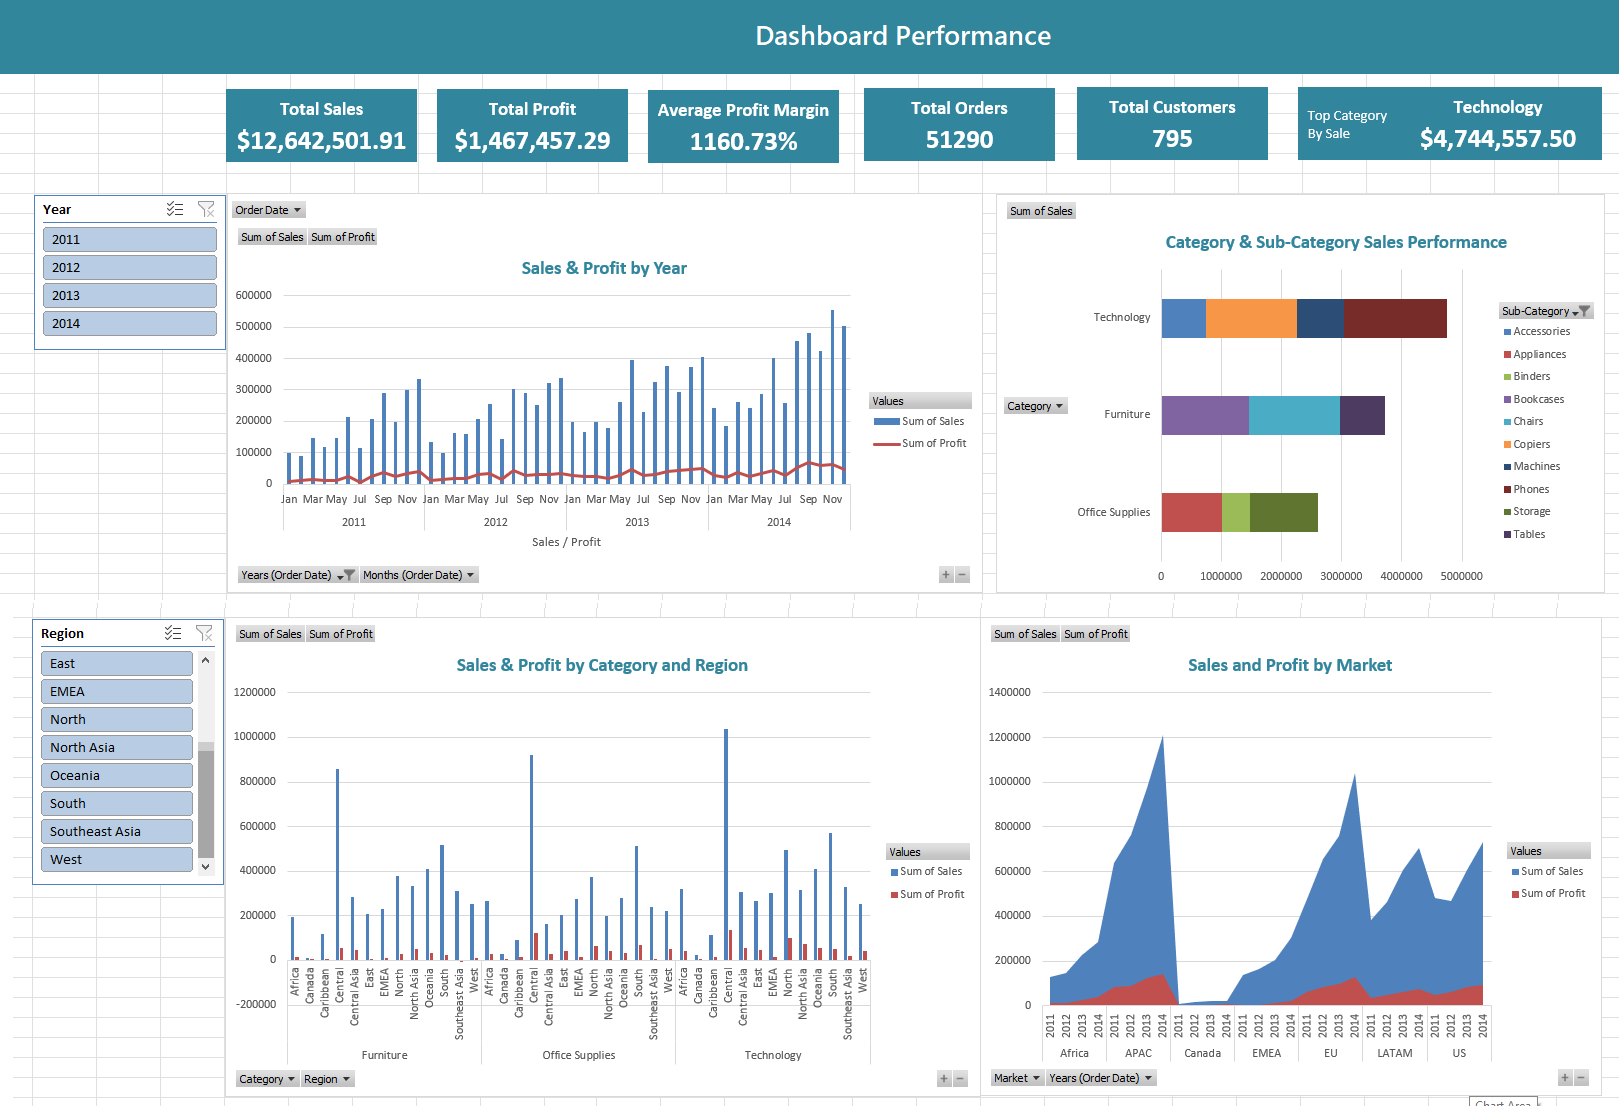 Dashboard Performance
Total Sales
$12,642,501.91
Total Profit
$1,467,457.29
Average Profit Margin
1160.73%
Total Orders
51290
Total Customers
795
Top Category
By Sale
Technology
$4,744,557.50
Year
2011
2012
2013
2014
Order Date
Sum of Sales Sum of Profit
Sales & Profit by Year
600000
500000
400000
300000
200000
100000
0
Jan Mar May Jul Sep Nov Jan Mar May Jul Sep Nov Jan Mar May Jul Sep Nov Jan Mar May Jul Sep Nov
2011 2012 2013 2014
Sales / Profit
Values
Sum of Sales
Sum of Profit
Years (Order Date) Months (Order Date)
+ −
Sum of Sales
Category & Sub-Category Sales Performance
Category
Technology
Furniture
Office Supplies
0 1000000 2000000 3000000 4000000 5000000
Sub-Category
Accessories
Appliances
Binders
Bookcases
Chairs
Copiers
Machines
Phones
Storage
Tables
Region
East
EMEA
North
North Asia
Oceania
South
Southeast Asia
West
Sum of Sales Sum of Profit
Sales & Profit by Category and Region
1200000
1000000
800000
600000
400000
200000
0
-200000
Africa Canada Caribbean Central Central Asia East EMEA North North Asia Oceania South Southeast Asia West Africa Canada Caribbean Central Central Asia East EMEA North North Asia Oceania South Southeast Asia West Africa Canada Caribbean Central Central Asia East EMEA North North Asia Oceania South Southeast Asia West
Furniture Office Supplies Technology
Values
Sum of Sales
Sum of Profit
Category Region
+ −
Sum of Sales Sum of Profit
Sales and Profit by Market
1400000
1200000
1000000
800000
600000
400000
200000
0
2011 2012 2013 2014 2011 2012 2013 2014 2011 2012 2013 2014 2011 2012 2013 2014 2011 2012 2013 2014 2011 2012 2013 2014 2011 2012 2013 2014
Africa APAC Canada EMEA EU LATAM US
Values
Sum of Sales
Sum of Profit
Market Years (Order Date)
+ −
Chart Area